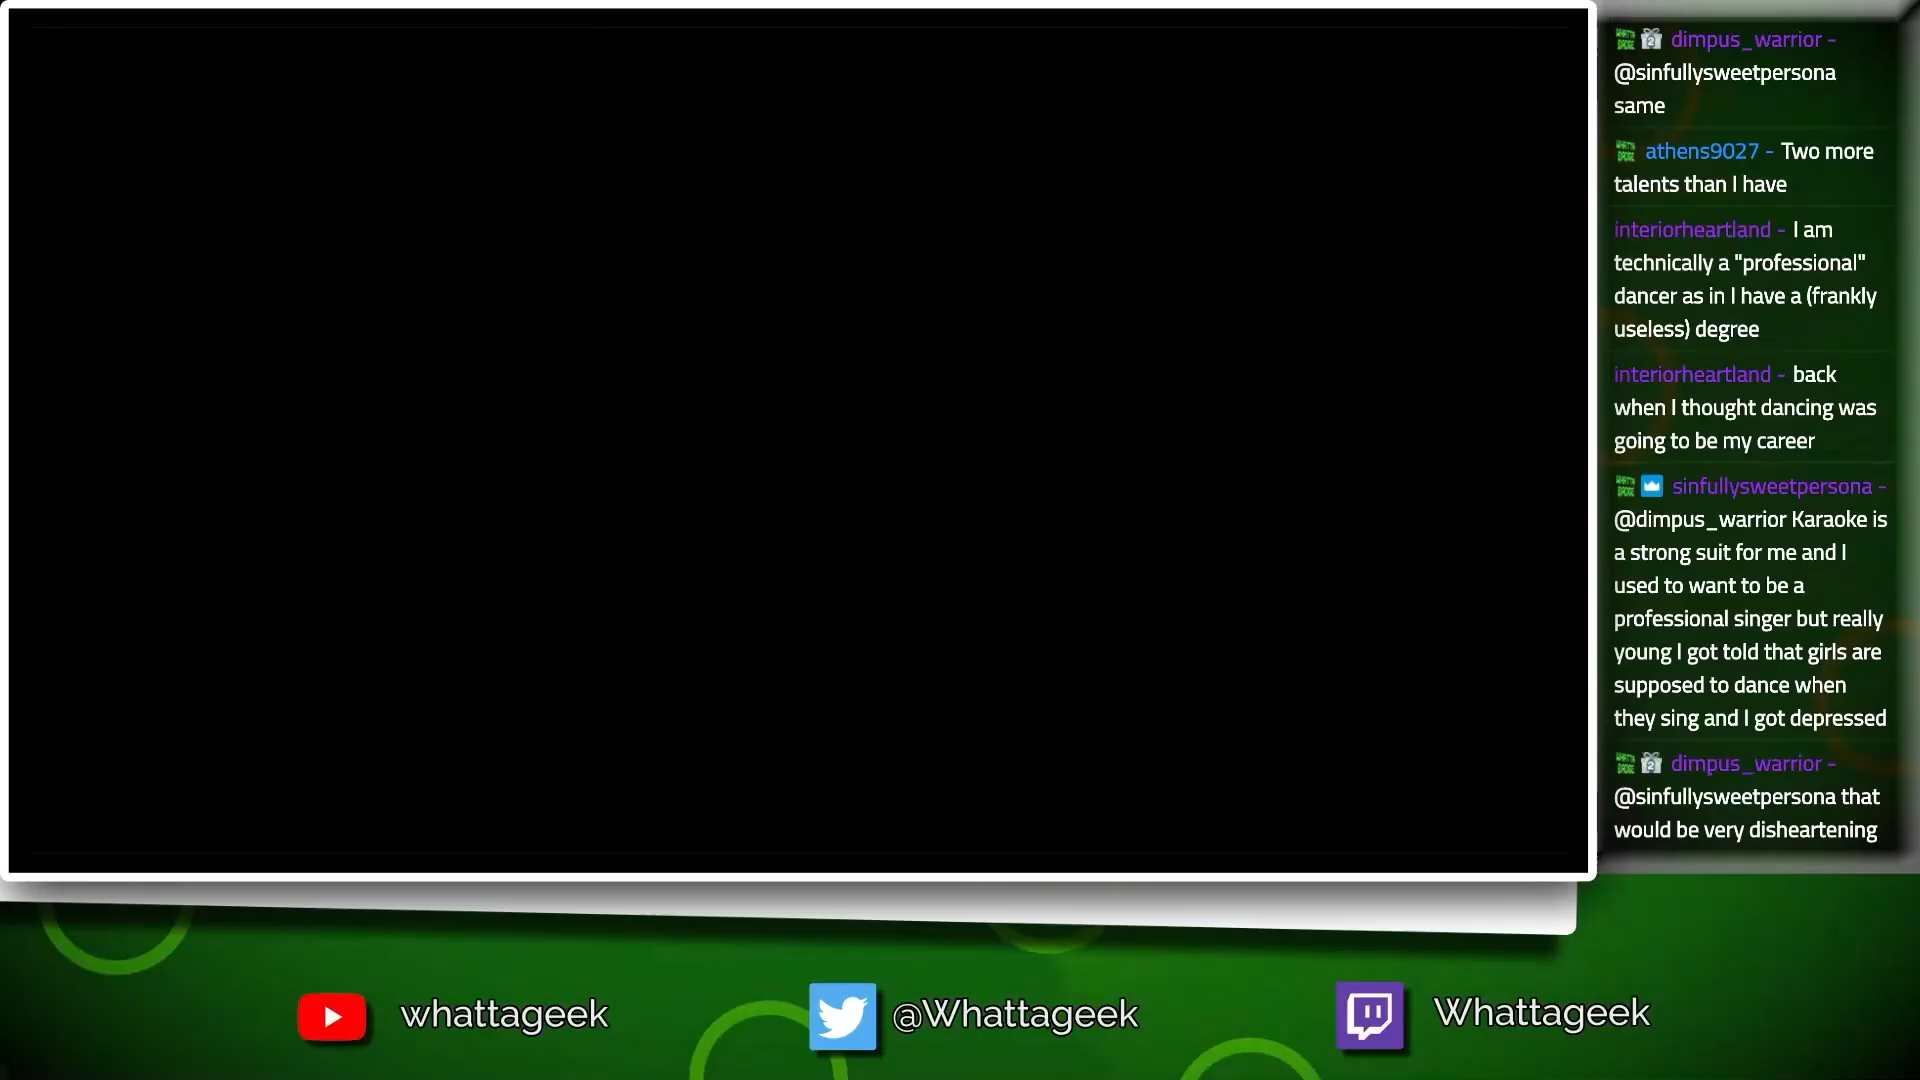 dimpus_warrior -
@sinfullysweetpersona
same
athens9027 - Two more
talents than I have
interiorheartland - I am
technically a "professional"
dancer as in I have a (frankly
useless) degree
interiorheartland - back
when I thought dancing was
going to be my career
sinfullysweetpersona -
@dimpus_warrior Karaoke is
a strong suit for me and I
used to want to be a
professional singer but really
young I got told that girls are
supposed to dance when
they sing and I got depressed
dimpus_warrior -
@sinfullysweetpersona that
would be very disheartening
whattageek
@Whattageek
Whattageek